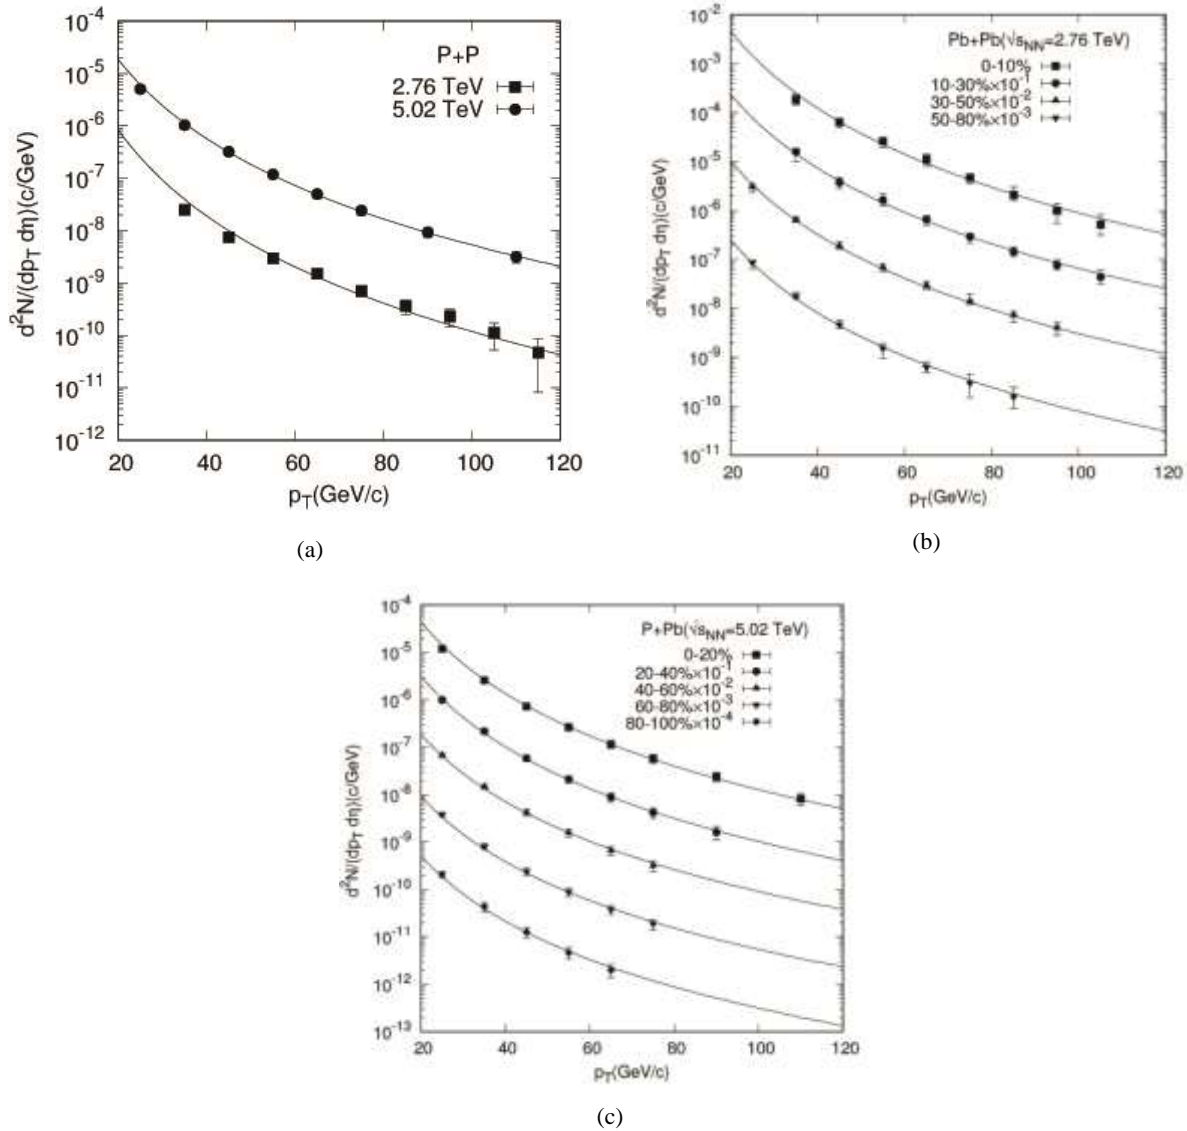 10⁻⁴
10⁻⁵
10⁻⁶
10⁻⁷
10⁻⁸
10⁻⁹
10⁻¹⁰
10⁻¹¹
10⁻¹²
d²N/(dp_T dη)(c/GeV)
P+P
2.76 TeV
5.02 TeV
20 40 60 80 100 120
p_T(GeV/c)
(a)
10⁻²
10⁻³
10⁻⁴
10⁻⁵
10⁻⁶
10⁻⁷
10⁻⁸
10⁻⁹
10⁻¹⁰
10⁻¹¹
d²N/(dp_T dη)(c/GeV)
Pb+Pb(√s_NN=2.76 TeV)
0-10%
10-30%×10⁻¹
30-50%×10⁻²
50-80%×10⁻³
20 40 60 80 100 120
p_T(GeV/c)
(b)
10⁻⁴
10⁻⁵
10⁻⁶
10⁻⁷
10⁻⁸
10⁻⁹
10⁻¹⁰
10⁻¹¹
10⁻¹²
10⁻¹³
d²N/(dp_T dη)(c/GeV)
P+Pb(√s_NN=5.02 TeV)
0-20%
20-40%×10⁻¹
40-60%×10⁻²
60-80%×10⁻³
80-100%×10⁻⁴
20 40 60 80 100 120
p_T(GeV/c)
(c)